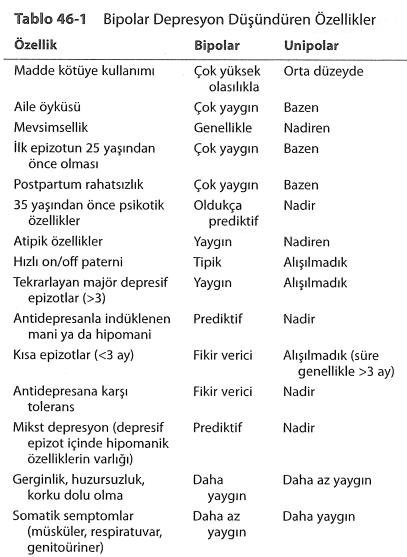 Tablo 46-1 Bipolar Depresyon Düşündüren Özellikler
Özellik Bipolar Unipolar
Madde kötüye kullanımı Çok yüksek Orta düzeyde
olasılıkla
Aile öyküsü Çok yaygın Bazen
Mevsimsellik Genellikle Nadiren
İlk epizotun 25 yaşından Çok yaygın Bazen
önce olması
Postpartum rahatsızlık Çok yaygın Bazen
35 yaşından önce psikotik Oldukça Nadir
özellikler prediktif
Atipik özellikler Yaygın Nadiren
Hızlı on/off paterni Tipik Alışılmadık
Tekrarlayan majör depresif Yaygın Alışılmadık
epizotlar (>3)
Antidepresanla indüklenen Prediktif Nadir
mani ya da hipomani
Kısa epizotlar (<3 ay) Fikir verici Alışılmadık (süre
genellikle >3 ay)
Antidepresana karşı Fikir verici Nadir
tolerans
Mikst depresyon (depresif Prediktif Nadir
epizot içinde hipomanik
özelliklerin varlığı)
Gerginlik, huzursuzluk, Daha Daha az yaygın
korku dolu olma yaygın
Somatik semptomlar Daha az Daha yaygın
(müsküler, respiratuvar, yaygın
genitoüriner)